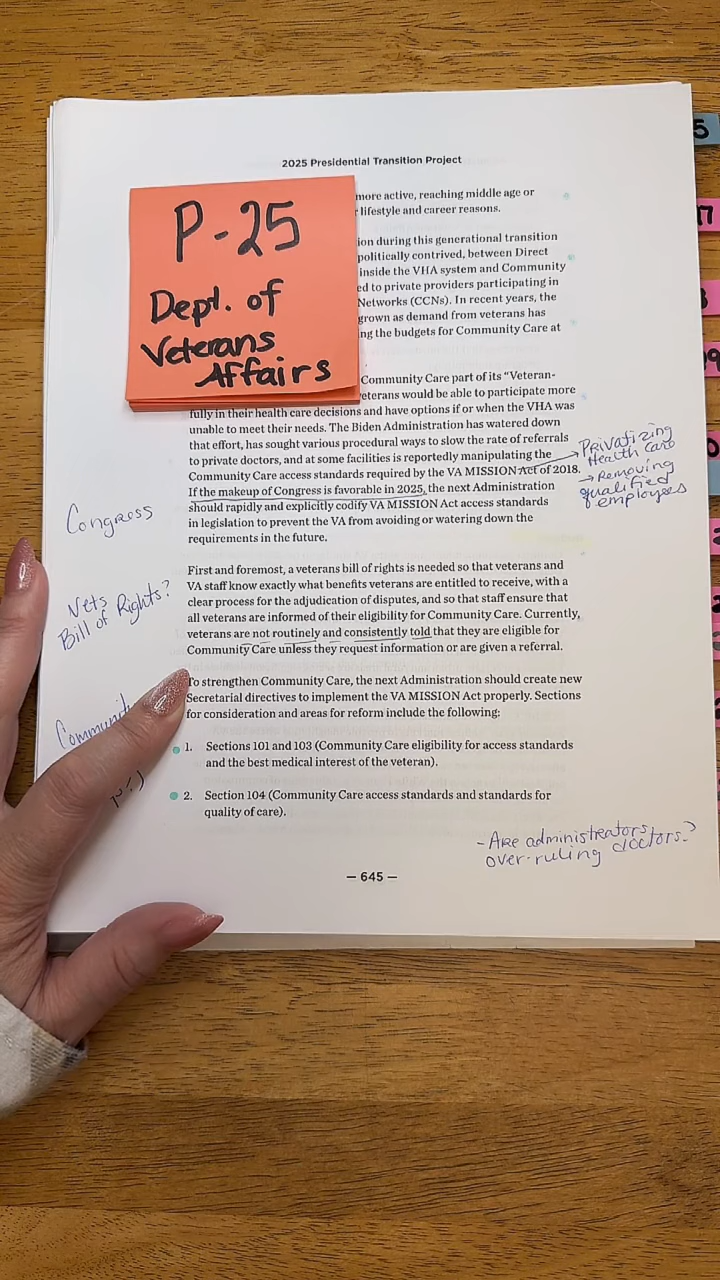 2025 Presidential Transition Project
P-25
Dept. of
Veterans
Affairs
more active, reaching middle age or
lifestyle and career reasons.
ion during this generational transition
politically contrived, between Direct
inside the VHA system and Community
ed to private providers participating in
Networks (CCNs). In recent years, the
grown as demand from veterans has
ng the budgets for Community Care at
Community Care part of its “Veteran-
eterans would be able to participate more
fully in their health care decisions and have options if or when the VHA was
unable to meet their needs. The Biden Administration has watered down
that effort, has sought various procedural ways to slow the rate of referrals
to private doctors, and at some facilities is reportedly manipulating the
Community Care access standards required by the VA MISSION Act of 2018.
If the makeup of Congress is favorable in 2025, the next Administration
should rapidly and explicitly codify VA MISSION Act access standards
in legislation to prevent the VA from avoiding or watering down the
requirements in the future.
→ Privatizing
Health Care
→ Removing
qualified
employees
Congress
First and foremost, a veterans bill of rights is needed so that veterans and
VA staff know exactly what benefits veterans are entitled to receive, with a
clear process for the adjudication of disputes, and so that staff ensure that
all veterans are informed of their eligibility for Community Care. Currently,
veterans are not routinely and consistently told that they are eligible for
Community Care unless they request information or are given a referral.
Vets
Bill of Rights?
To strengthen Community Care, the next Administration should create new
Secretarial directives to implement the VA MISSION Act properly. Sections
for consideration and areas for reform include the following:
1. Sections 101 and 103 (Community Care eligibility for access standards
and the best medical interest of the veteran).
2. Section 104 (Community Care access standards and standards for
quality of care).
- Are administrators
over-ruling doctors?
— 645 —